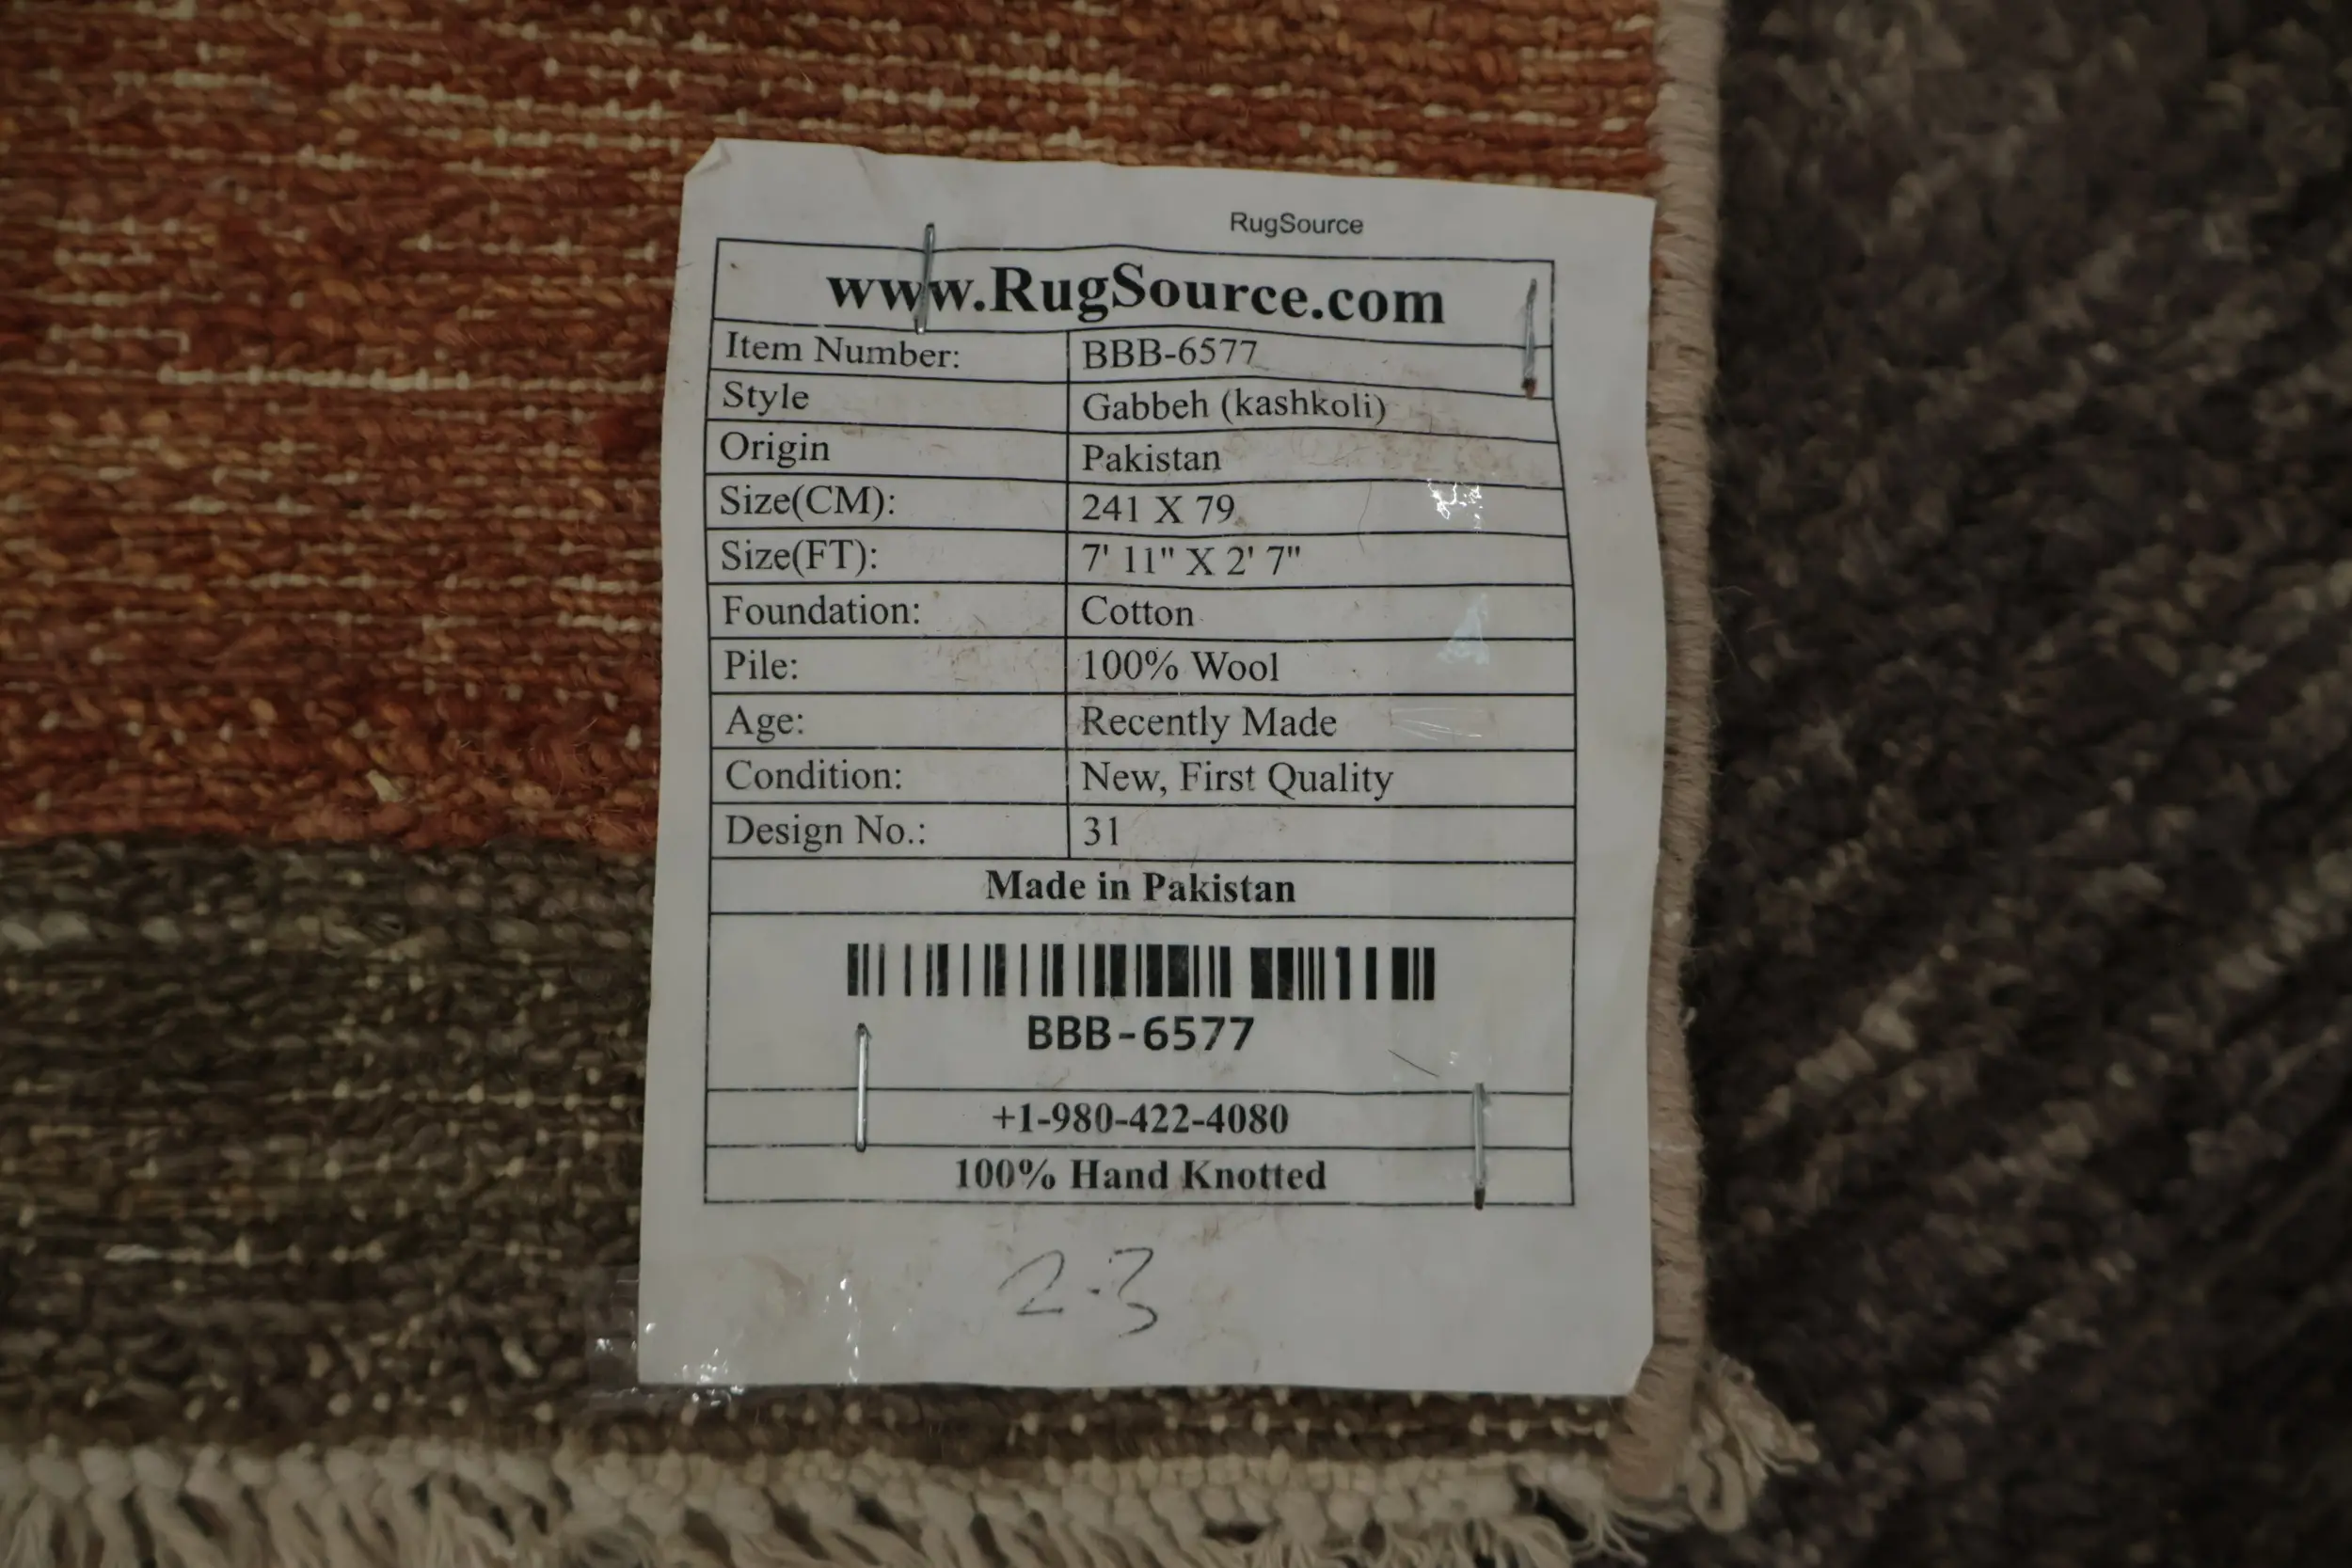 RugSource
www.RugSource.com
Item Number: BBB-6577
Style Gabbeh (kashkoli)
Origin Pakistan
Size(CM): 241 X 79
Size(FT): 7' 11" X 2' 7"
Foundation: Cotton
Pile: 100% Wool
Age: Recently Made
Condition: New, First Quality
Design No.: 31
Made in Pakistan
BBB-6577
+1-980-422-4080
100% Hand Knotted
2-3